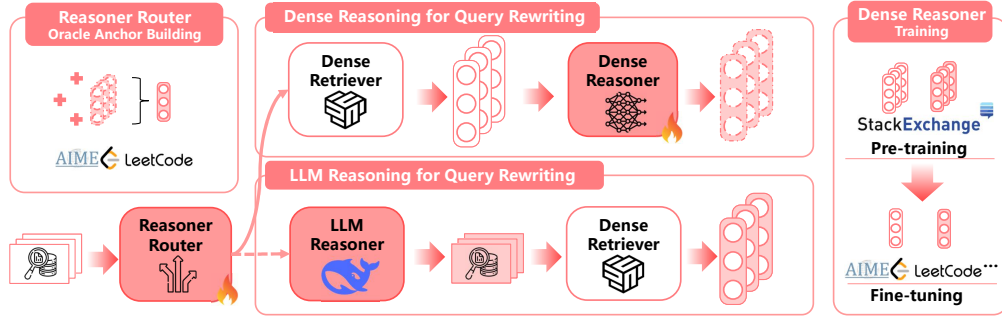 Reasoner Router
Oracle Anchor Building
AIME LeetCode
Reasoner
Router
Dense Reasoning for Query Rewriting
Dense
Retriever
Dense
Reasoner
LLM Reasoning for Query Rewriting
LLM
Reasoner
Dense
Retriever
Dense Reasoner
Training
StackExchange
Pre-training
AIME LeetCode...
Fine-tuning